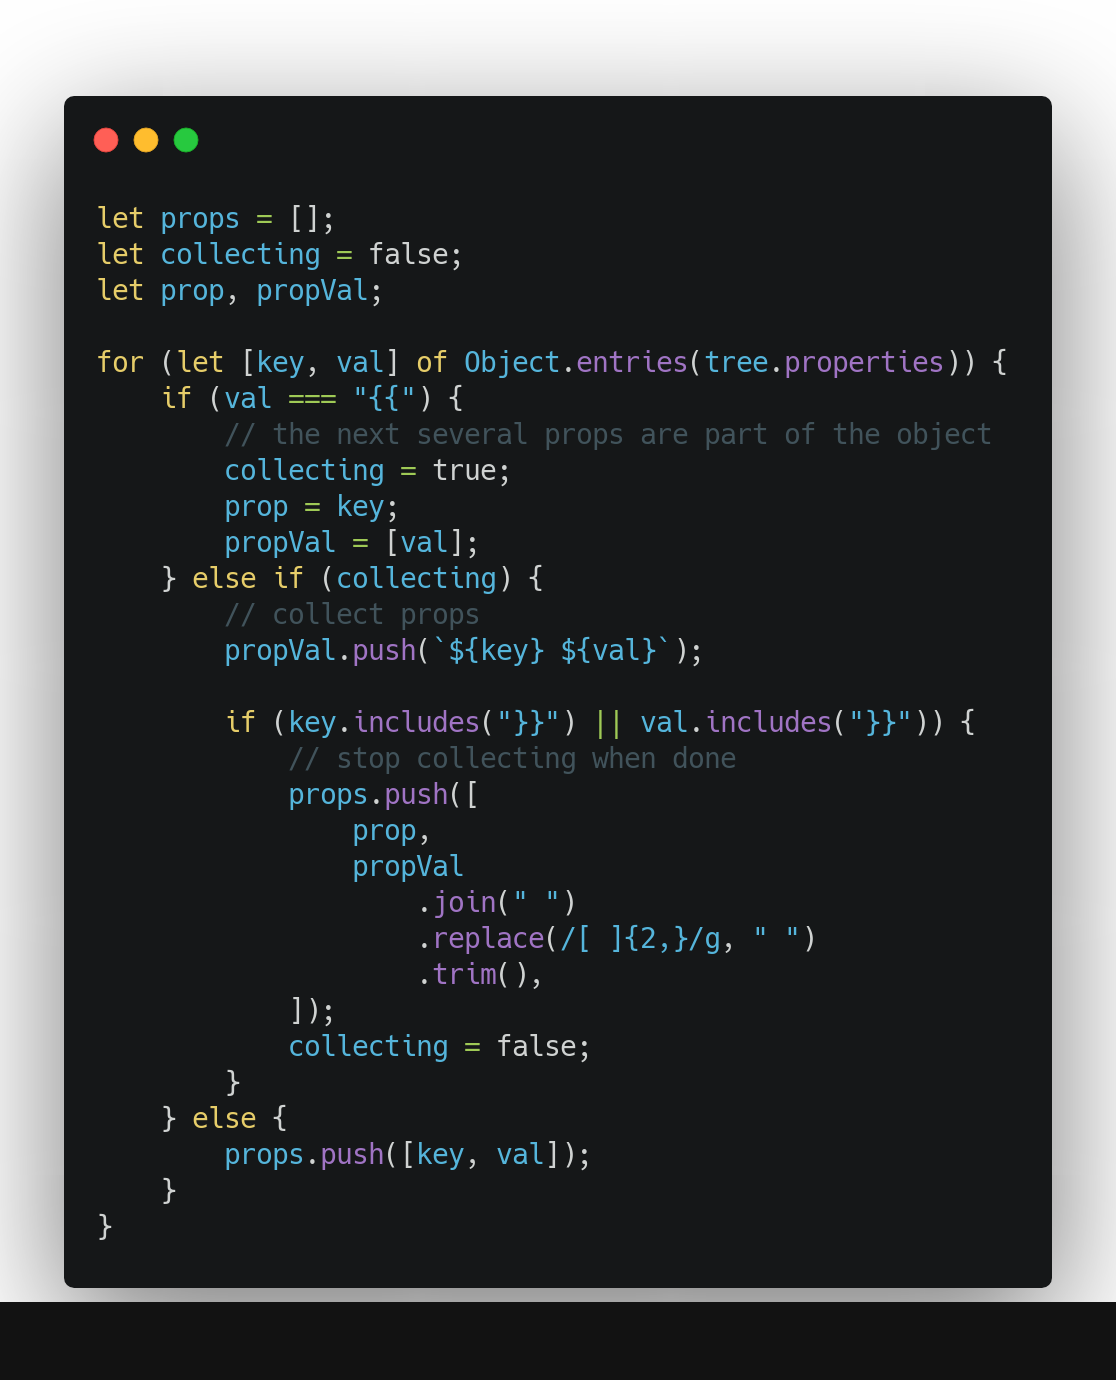 let props = [];
let collecting = false;
let prop, propVal;
for (let [key, val] of Object.entries(tree.properties)) {
    if (val === "{{") {
        // the next several props are part of the object
        collecting = true;
        prop = key;
        propVal = [val];
    } else if (collecting) {
        // collect props
        propVal.push(`${key} ${val}`);
        if (key.includes("}}") || val.includes("}}")) {
            // stop collecting when done
            props.push([
                prop,
                propVal
                    .join(" ")
                    .replace(/[ ]{2,}/g, " ")
                    .trim(),
            ]);
            collecting = false;
        }
    } else {
        props.push([key, val]);
    }
}